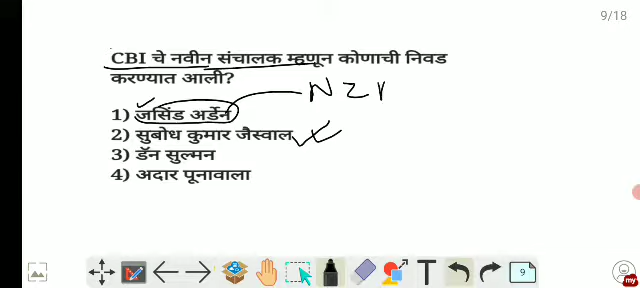 9/18
CBI चे नवीन संचालक म्हणून कोणाची निवड
करण्यात आली?
NZ
1) जसिंड अर्डेन
2) सुबोध कुमार जैस्वाल
3) डॅन सुल्मन
4) अदार पूनावाला
T
9
my